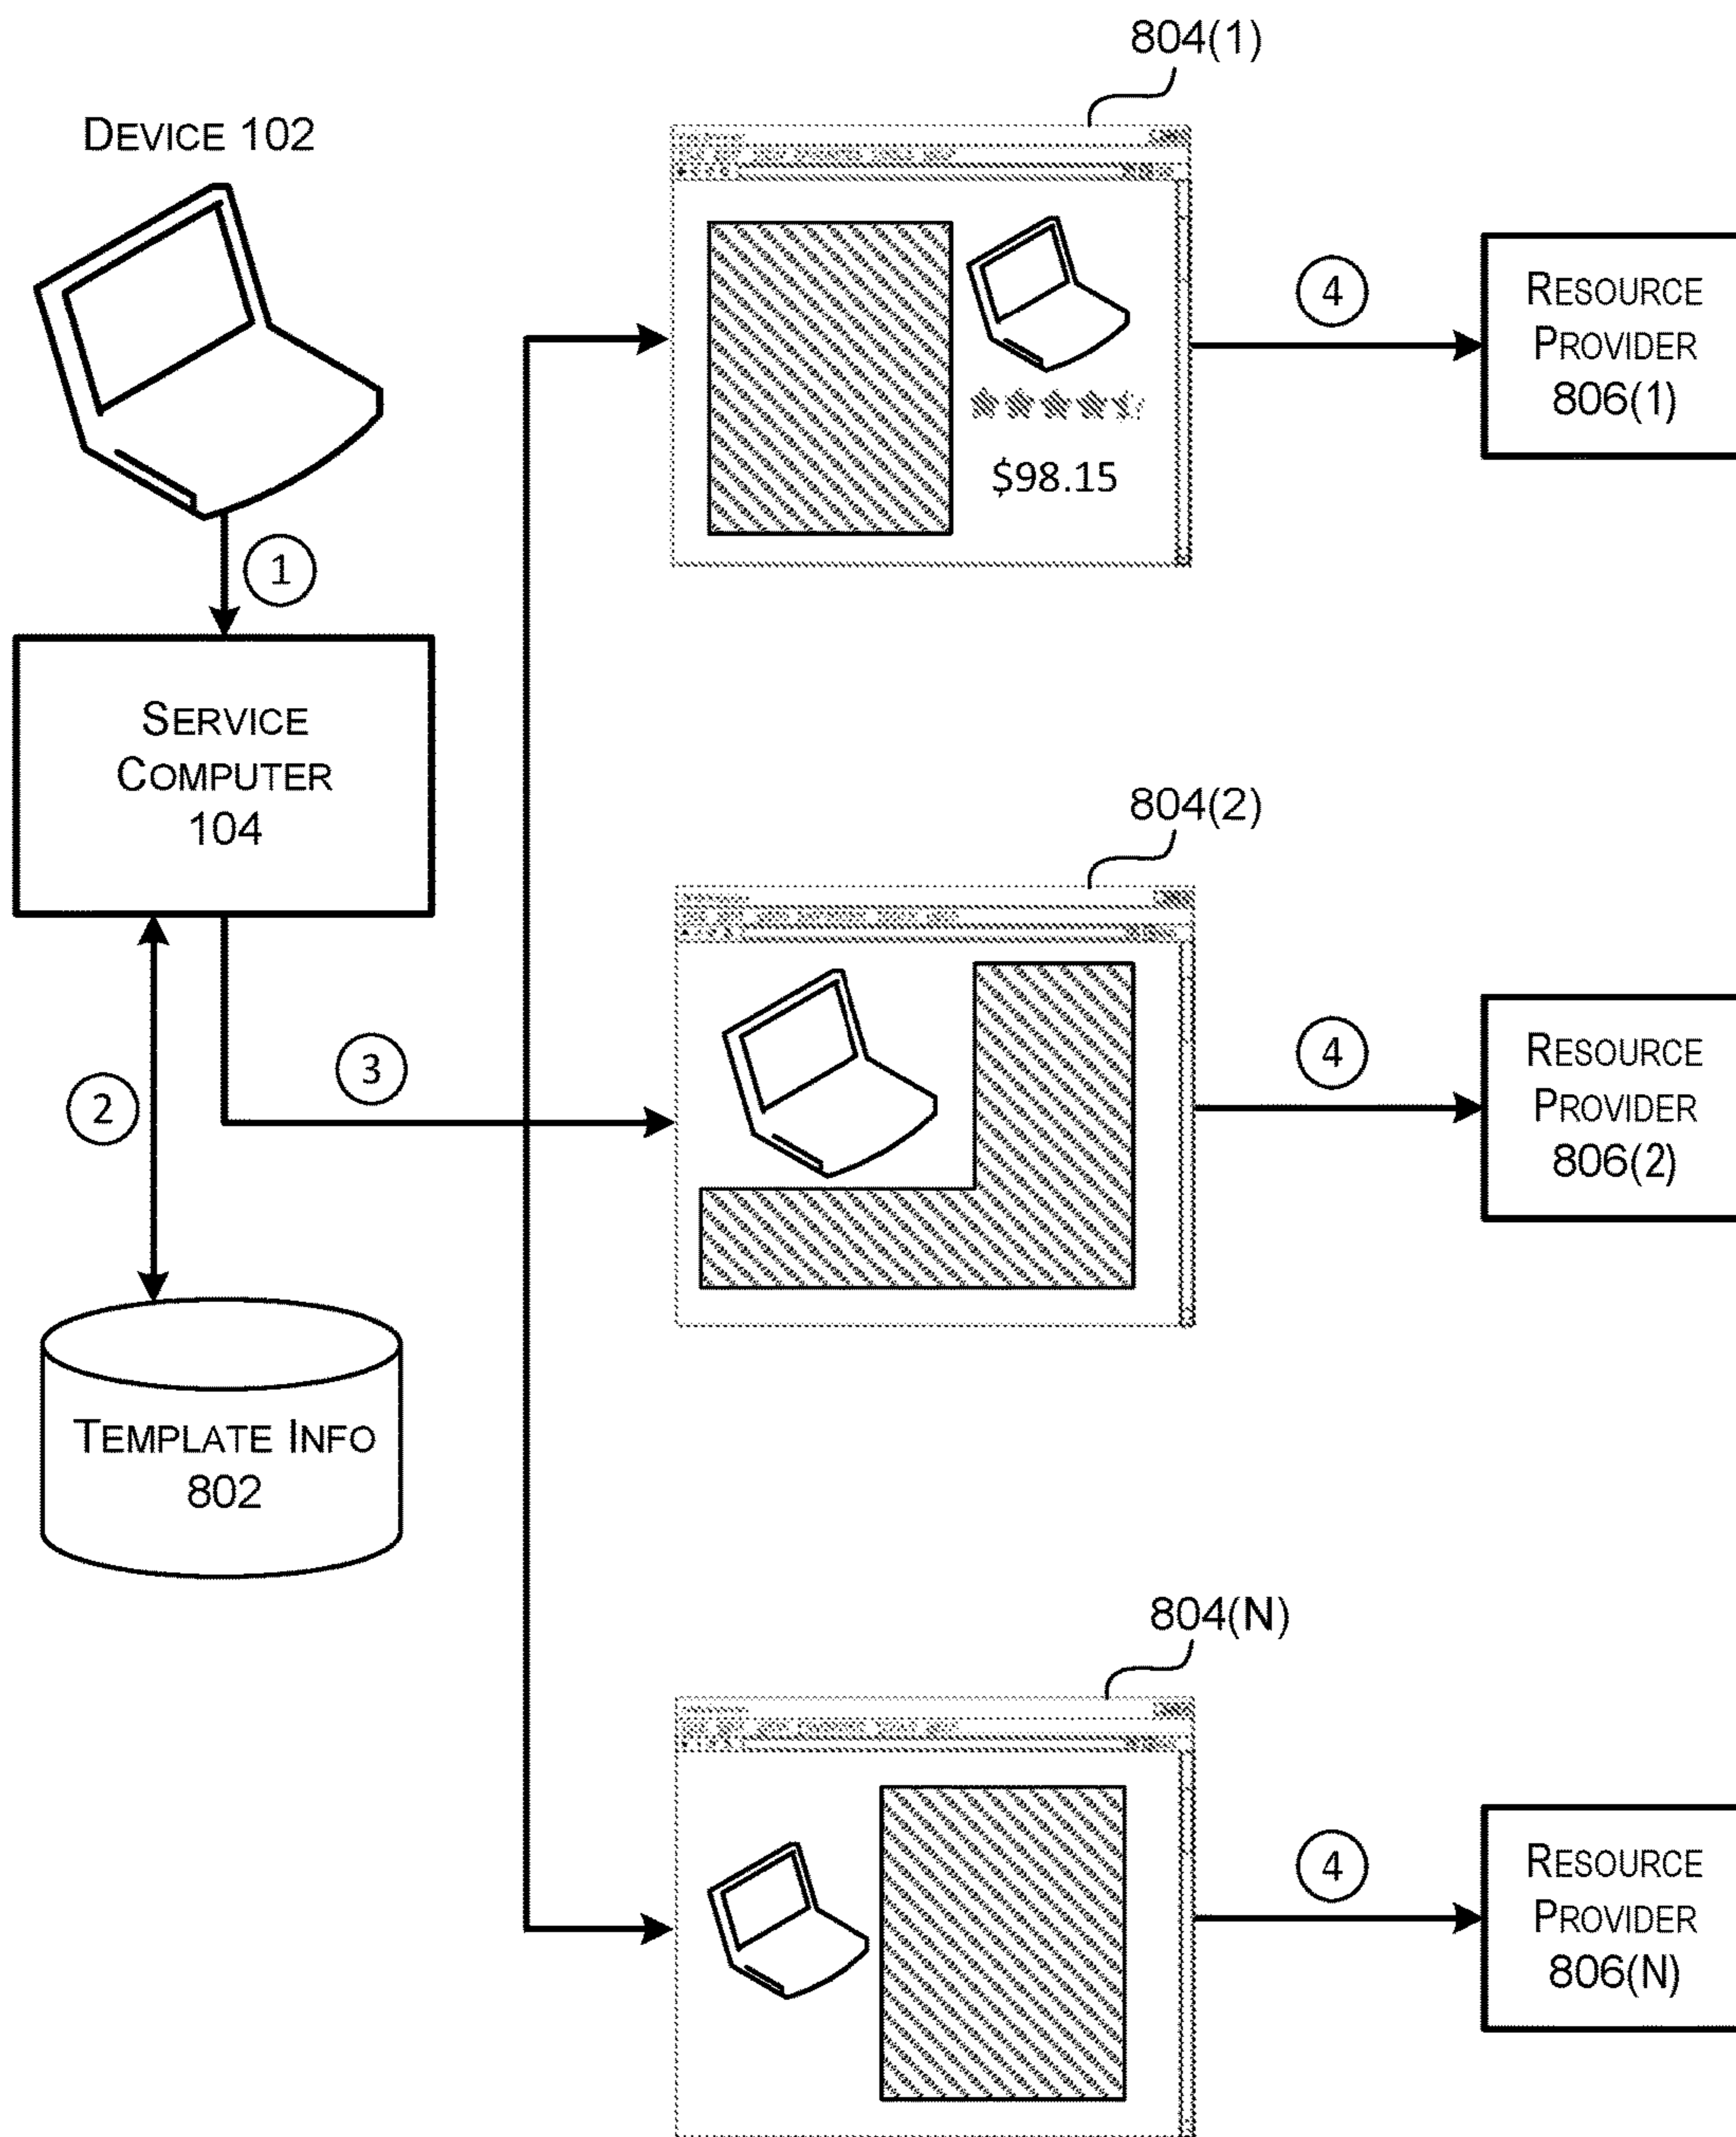 804(1)
DEVICE 102
$98.15
4
RESOURCE
PROVIDER
806(1)
1
SERVICE
COMPUTER
104
804(2)
2
3
4
RESOURCE
PROVIDER
806(2)
TEMPLATE INFO
802
804(N)
4
RESOURCE
PROVIDER
806(N)